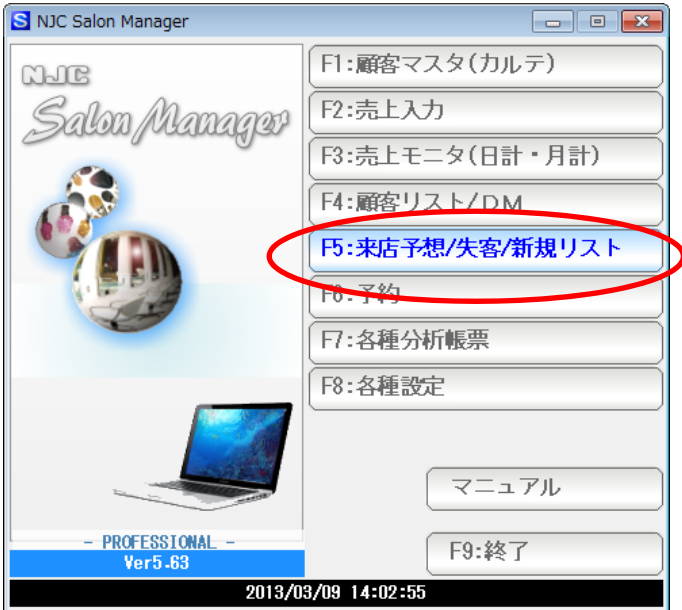 NJC Salon Manager
NJC
Salon Manager
F1:顧客マスタ(カルテ)
F2:売上入力
F3:売上モニタ(日計・月計)
F4:顧客リスト/DM
F5:来店予想/失客/新規リスト
F6:予約
F7:各種分析帳票
F8:各種設定
マニュアル
F9:終了
- PROFESSIONAL -
Ver5.63
2013/03/09 14:02:55